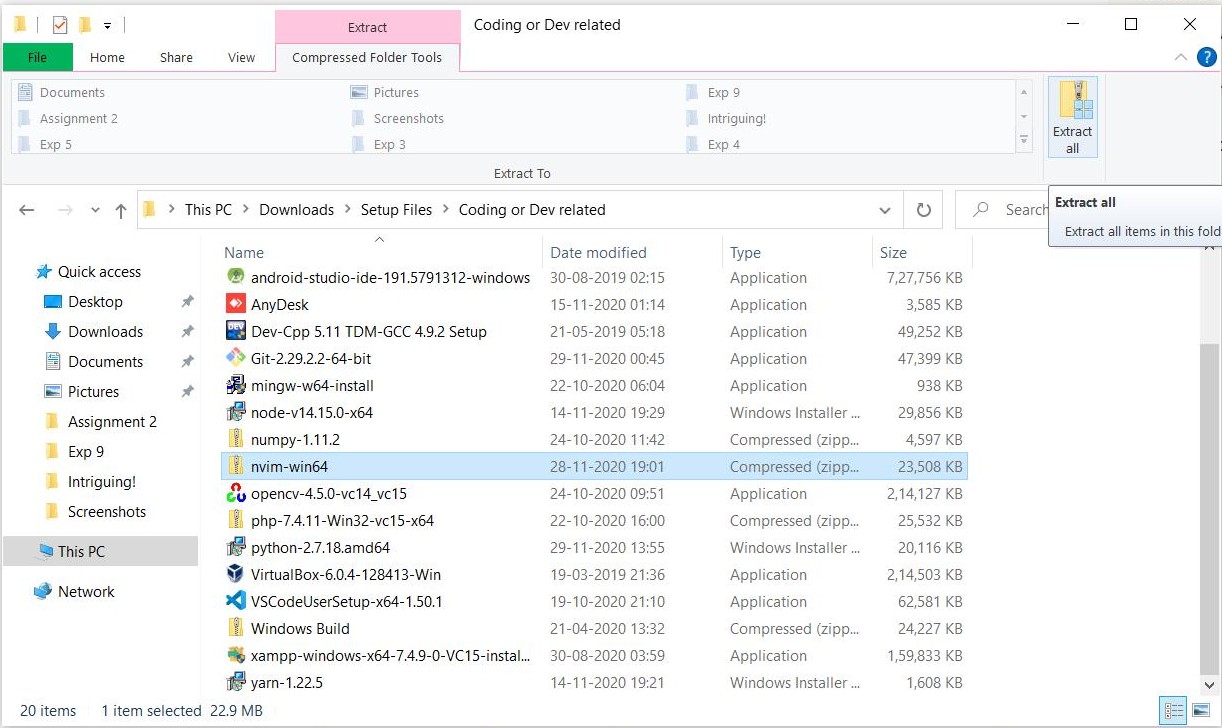 Extract
Coding or Dev related
File
Home
Share
View
Compressed Folder Tools
?
Documents
Pictures
Exp 9
Assignment 2
Screenshots
Intriguing!
Exp 5
Exp 3
Exp 4
Extract To
Extract
all
This PC > Downloads > Setup Files > Coding or Dev related
Search
Extract all
Extract all items in this fold
Quick access
Desktop
Downloads
Documents
Pictures
Assignment 2
Exp 9
Intriguing!
Screenshots
This PC
Network
Name Date modified Type Size
android-studio-ide-191.5791312-windows 30-08-2019 02:15 Application 7,27,756 KB
AnyDesk 15-11-2020 01:14 Application 3,585 KB
DEV Dev-Cpp 5.11 TDM-GCC 4.9.2 Setup 21-05-2019 05:18 Application 49,252 KB
Git-2.29.2.2-64-bit 29-11-2020 00:45 Application 47,399 KB
mingw-w64-install 22-10-2020 06:04 Application 938 KB
node-v14.15.0-x64 14-11-2020 19:29 Windows Installer ... 29,856 KB
numpy-1.11.2 24-10-2020 11:42 Compressed (zipp... 4,597 KB
nvim-win64 28-11-2020 19:01 Compressed (zipp... 23,508 KB
opencv-4.5.0-vc14_vc15 24-10-2020 09:51 Application 2,14,127 KB
php-7.4.11-Win32-vc15-x64 22-10-2020 16:00 Compressed (zipp... 25,532 KB
python-2.7.18.amd64 29-11-2020 13:55 Windows Installer ... 20,116 KB
VirtualBox-6.0.4-128413-Win 19-03-2019 21:36 Application 2,14,503 KB
VSCodeUserSetup-x64-1.50.1 19-10-2020 21:10 Application 62,581 KB
Windows Build 21-04-2020 13:32 Compressed (zipp... 24,227 KB
xampp-windows-x64-7.4.9-0-VC15-instal... 30-08-2020 03:59 Application 1,59,833 KB
yarn-1.22.5 14-11-2020 19:21 Windows Installer ... 1,608 KB
20 items 1 item selected 22.9 MB